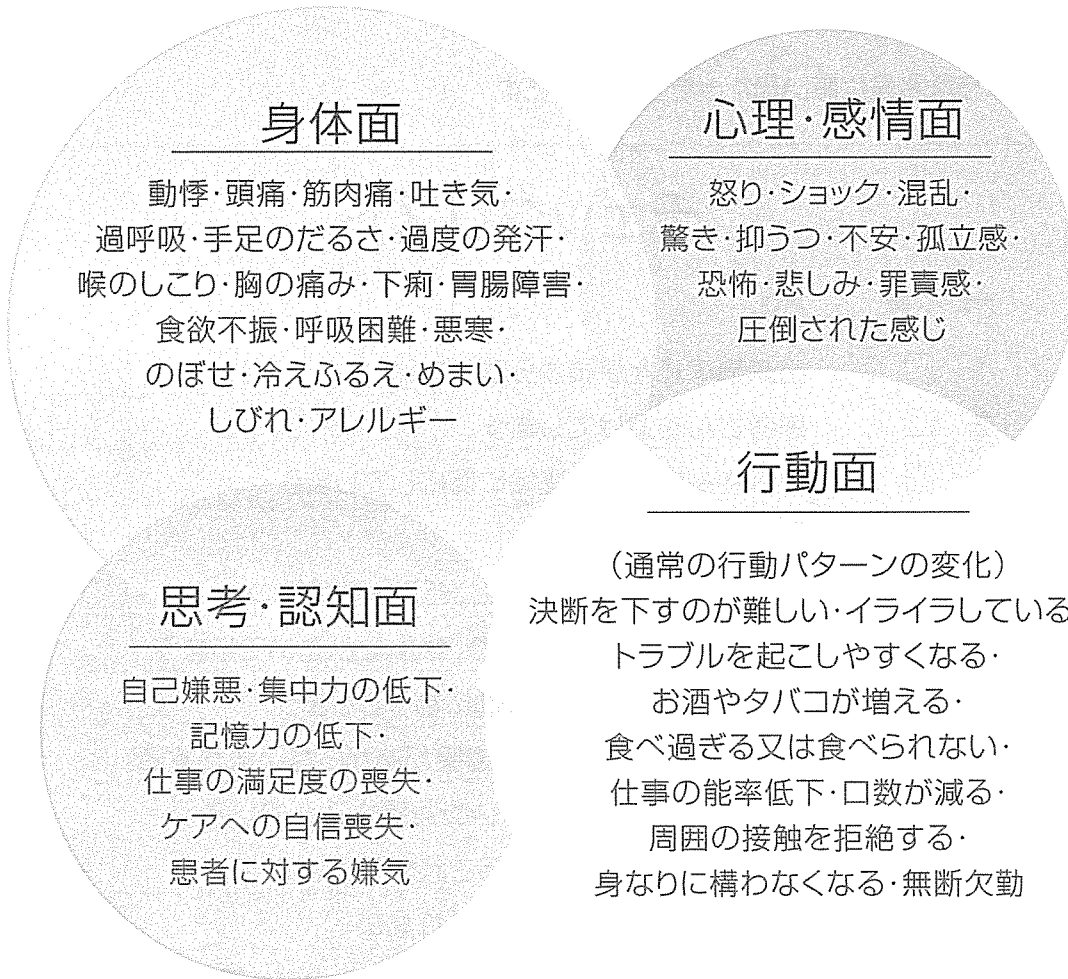 身体面
動悸·頭痛·筋肉痛·吐き気·
過呼吸·手足のだるさ·過度の発汗·
喉のしこり·胸の痛み·下痢·胃腸障害·
食欲不振·呼吸困難·悪寒·
のぼせ·冷えふるえ·めまい·
しびれ·アレルギー
心理·感情面
怒り·ショック·混乱·
驚き·抑うつ·不安·孤立感·
恐怖·悲しみ·罪責感·
圧倒された感じ
思考·認知面
自己嫌悪·集中力の低下·
記憶力の低下·
仕事の満足度の喪失·
ケアへの自信喪失·
患者に対する嫌気
行動面
（通常の行動パターンの変化）
決断を下すのが難しい·イライラしている
トラブルを起こしやすくなる·
お酒やタバコが増える·
食べ過ぎる又は食べられない·
仕事の能率低下·口数が減る·
周囲の接触を拒絶する·
身なりに構わなくなる·無断欠勤